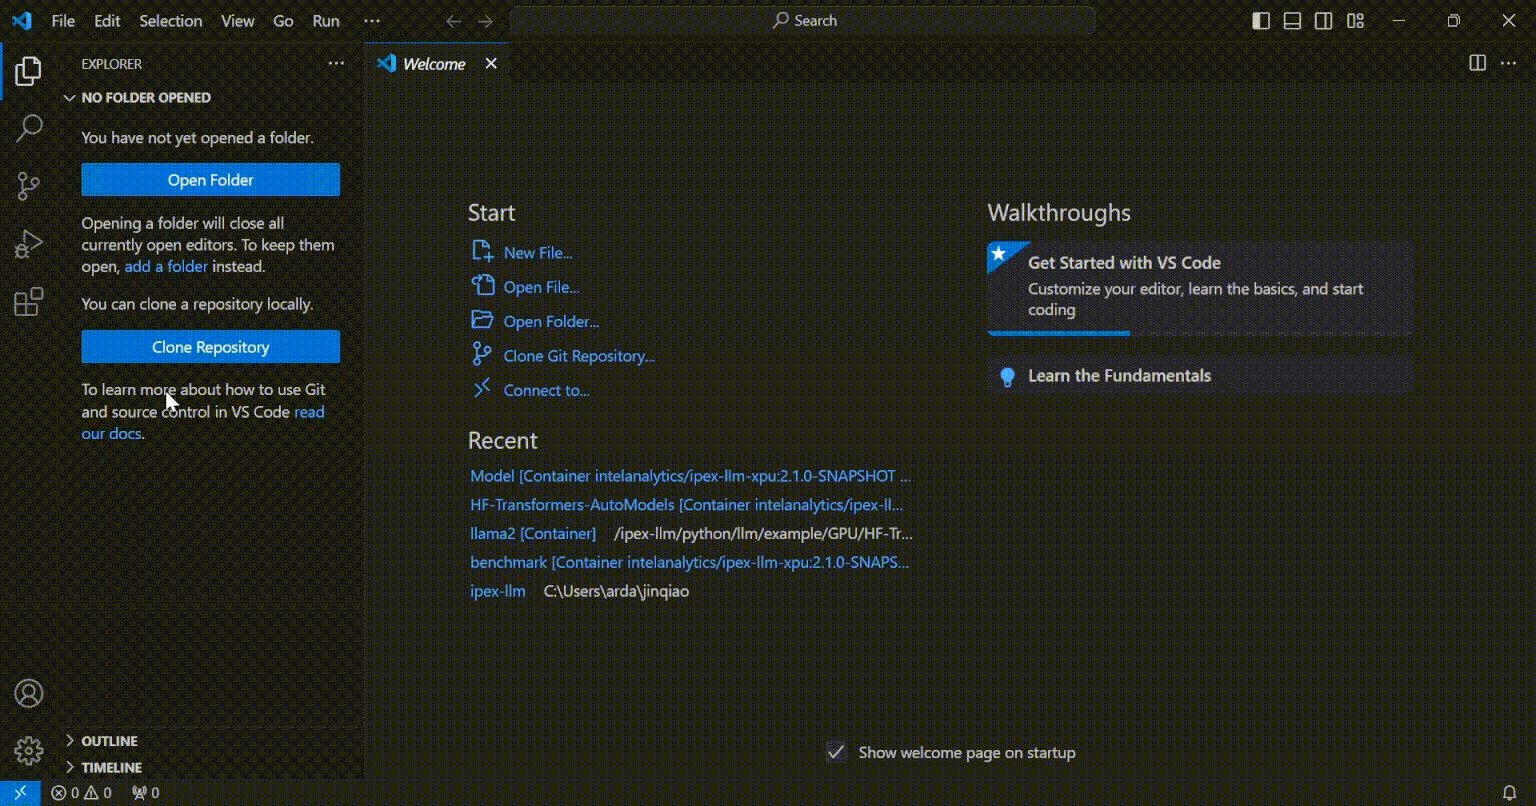 File Edit Selection View Go Run ···
Search
EXPLORER ···
Welcome
NO FOLDER OPENED
You have not yet opened a folder.
Open Folder
Opening a folder will close all
currently open editors. To keep them
open, add a folder instead.
You can clone a repository locally.
Clone Repository
To learn more about how to use Git
and source control in VS Code read
our docs.
OUTLINE
TIMELINE
Start
New File...
Open File...
Open Folder...
Clone Git Repository...
Connect to...
Recent
Model [Container intelanalytics/ipex-llm-xpu:2.1.0-SNAPSHOT ...
HF-Transformers-AutoModels [Container intelanalytics/ipex-ll...
llama2 [Container] /ipex-llm/python/llm/example/GPU/HF-Tr...
benchmark [Container intelanalytics/ipex-llm-xpu:2.1.0-SNAPS...
ipex-llm C:\Users\arda\jinqiao
Walkthroughs
Get Started with VS Code
Customize your editor, learn the basics, and start
coding
Learn the Fundamentals
Show welcome page on startup
0 0 0